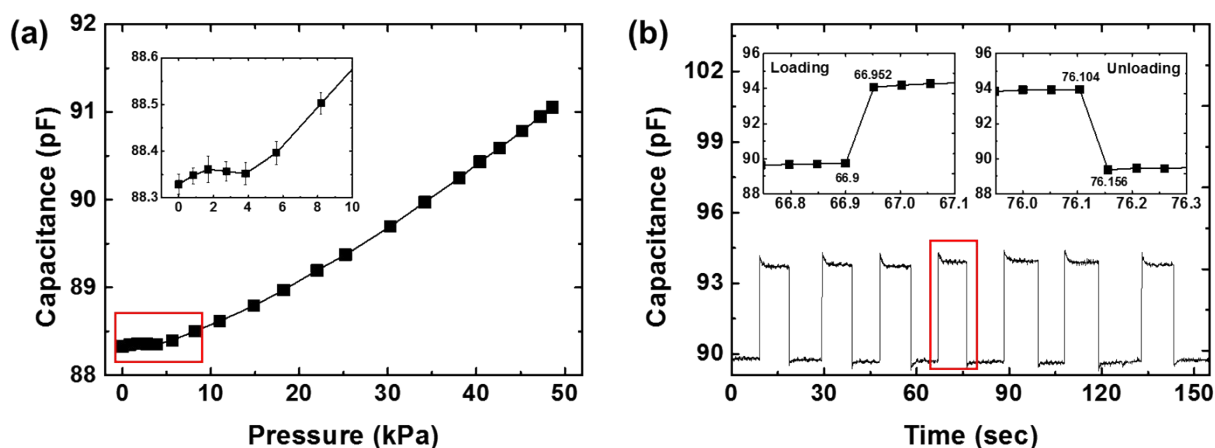 (a)
Capacitance (pF)
92
91
90
89
88
0 10 20 30 40 50
Pressure (kPa)
88.6
88.5
88.4
88.3
0 2 4 6 8 10
(b)
Capacitance (pF)
102
99
96
93
90
0 30 60 90 120 150
Time (sec)
96
94
92
90
88
Loading
66.952
66.9
66.8 66.9 67.0 67.1
96
94
92
90
88
Unloading
76.104
76.156
76.0 76.1 76.2 76.3